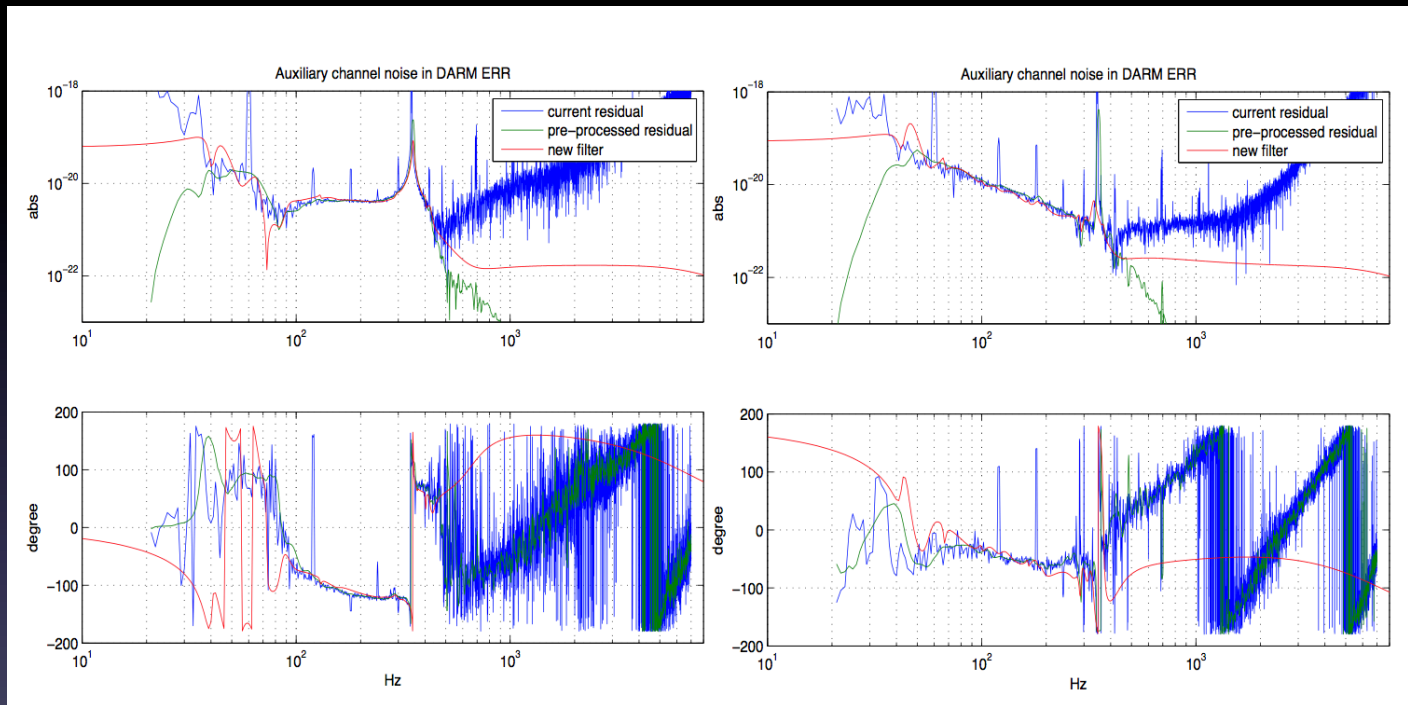 Auxiliary channel noise in DARM ERR
10^-18
10^-20
10^-22
abs
current residual
pre-processed residual
new filter
10^1
10^2
10^3
Auxiliary channel noise in DARM ERR
10^-18
10^-20
10^-22
abs
current residual
pre-processed residual
new filter
10^1
10^2
10^3
200
100
0
-100
-200
degree
10^1
10^2
10^3
Hz
200
100
0
-100
-200
degree
10^1
10^2
10^3
Hz